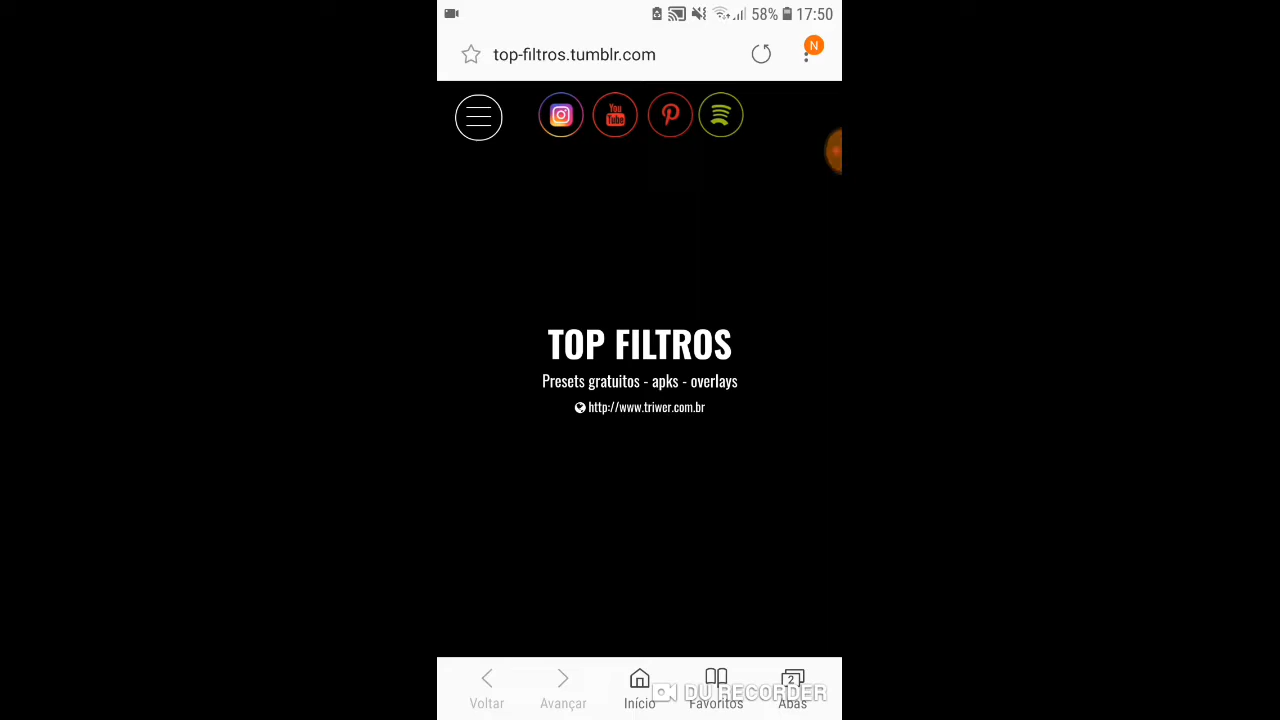 58% 17:50
top-filtros.tumblr.com
N
You
Tube
TOP FILTROS
Presets gratuitos - apks - overlays
http://www.triwer.com.br
2
Voltar Avançar Início Favoritos Abas
DU RECORDER